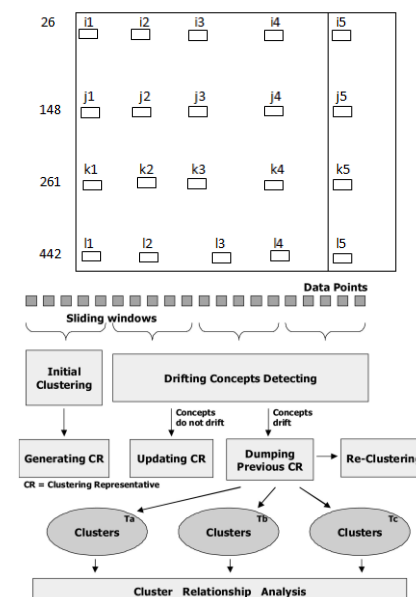 26 i1 i2 i3 i4 i5
148 j1 j2 j3 j4 j5
261 k1 k2 k3 k4 k5
442 l1 l2 l3 l4 l5
Data Points
Sliding windows
Initial
Clustering
Drifting Concepts Detecting
Concepts
do not drift
Concepts
drift
Generating CR
Updating CR
Dumping
Previous CR
Re-Clustering
CR = Clustering Representative
Ta
Clusters
Tb
Clusters
Tc
Clusters
Cluster Relationship Analysis